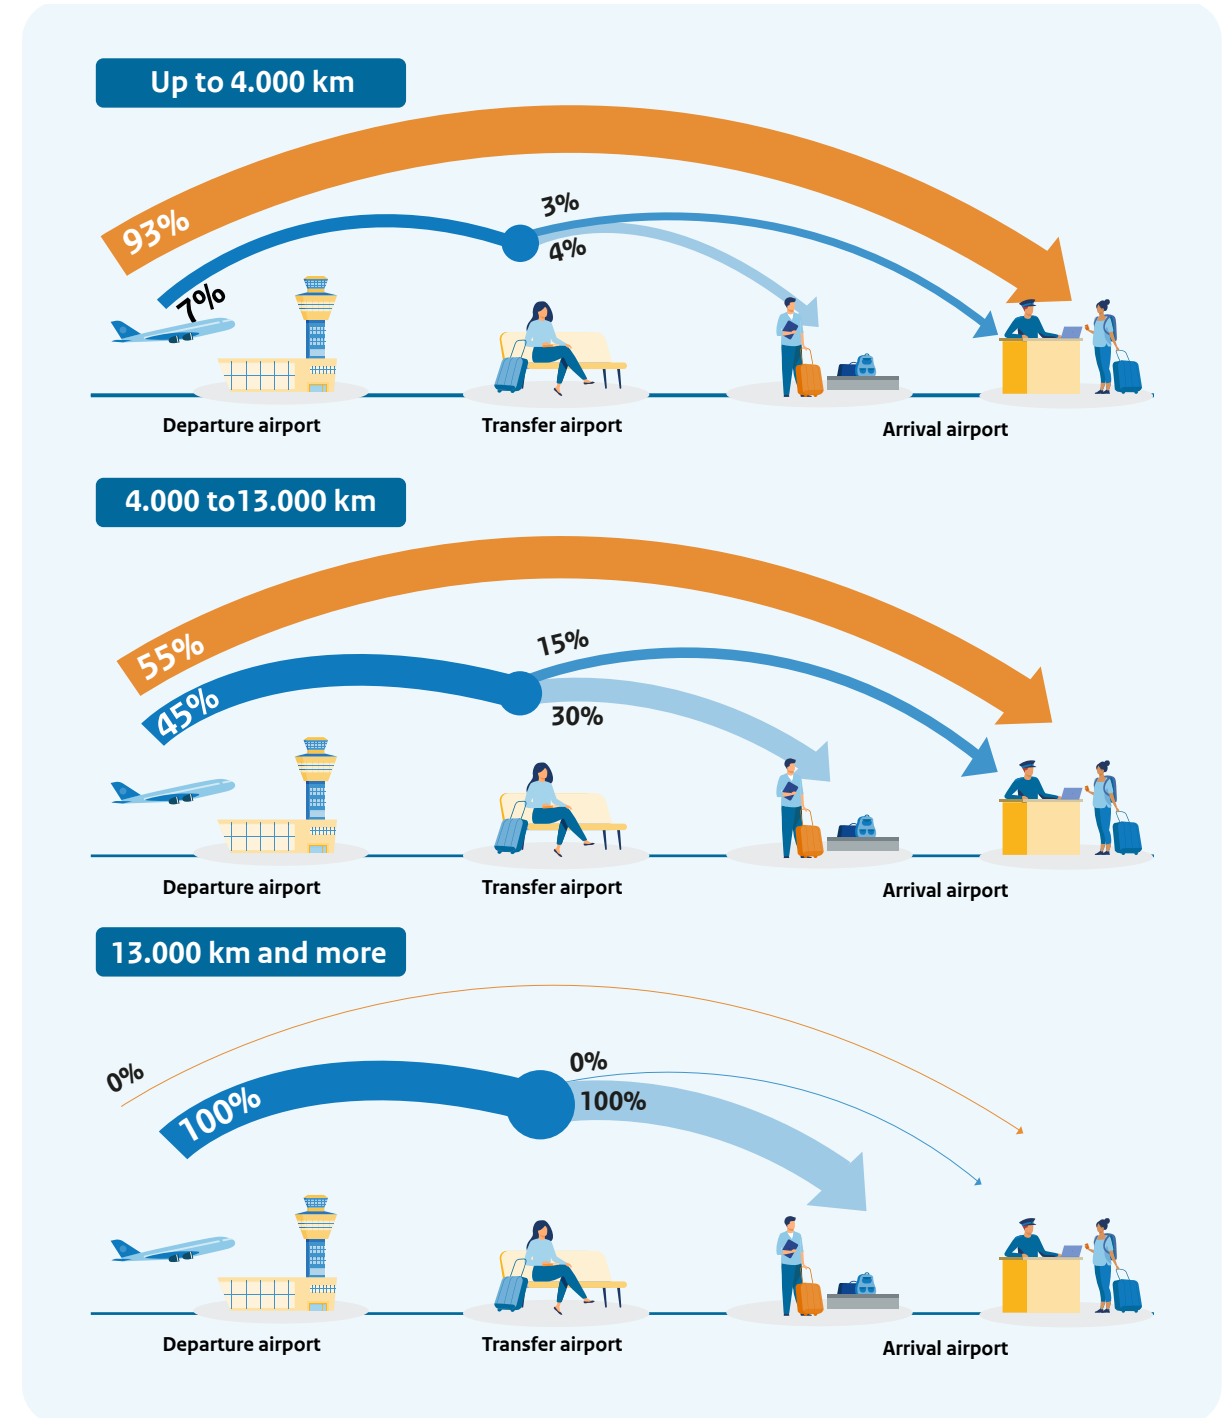 Up to 4.000 km
93%
3%
4%
7%
Departure airport
Transfer airport
Arrival airport
4.000 to13.000 km
55%
15%
45%
30%
Departure airport
Transfer airport
Arrival airport
13.000 km and more
0%
0%
100%
100%
Departure airport
Transfer airport
Arrival airport